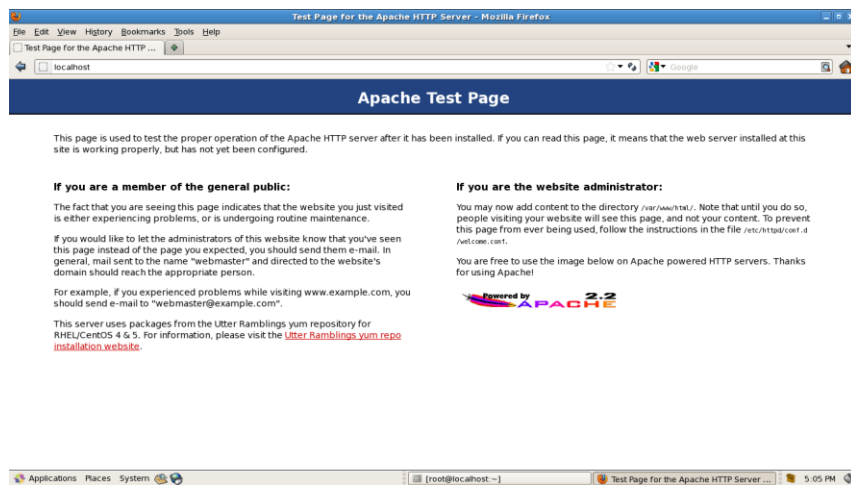 Test Page for the Apache HTTP Server - Mozilla Firefox
File Edit View History Bookmarks Tools Help
Test Page for the Apache HTTP ...
localhost
Google
Apache Test Page
This page is used to test the proper operation of the Apache HTTP server after it has been installed. If you can read this page, it means that the web server installed at this
site is working properly, but has not yet been configured.
If you are a member of the general public:
The fact that you are seeing this page indicates that the website you just visited
is either experiencing problems, or is undergoing routine maintenance.
If you would like to let the administrators of this website know that you've seen
this page instead of the page you expected, you should send them e-mail. In
general, mail sent to the name "webmaster" and directed to the website's
domain should reach the appropriate person.
For example, if you experienced problems while visiting www.example.com, you
should send e-mail to "webmaster@example.com".
This server uses packages from the Utter Ramblings yum repository for
RHEL/CentOS 4 & 5. For information, please visit the Utter Ramblings yum repo
installation website.
If you are the website administrator:
You may now add content to the directory /var/www/html/. Note that until you do so,
people visiting your website will see this page, and not your content. To prevent
this page from ever being used, follow the instructions in the file /etc/httpd/conf.d
/welcome.conf.
You are free to use the image below on Apache powered HTTP servers. Thanks
for using Apache!
Powered by 2.2
APACHE
Applications Places System
[root@localhost:~]
Test Page for the Apache HTTP Server ...
5:05 PM